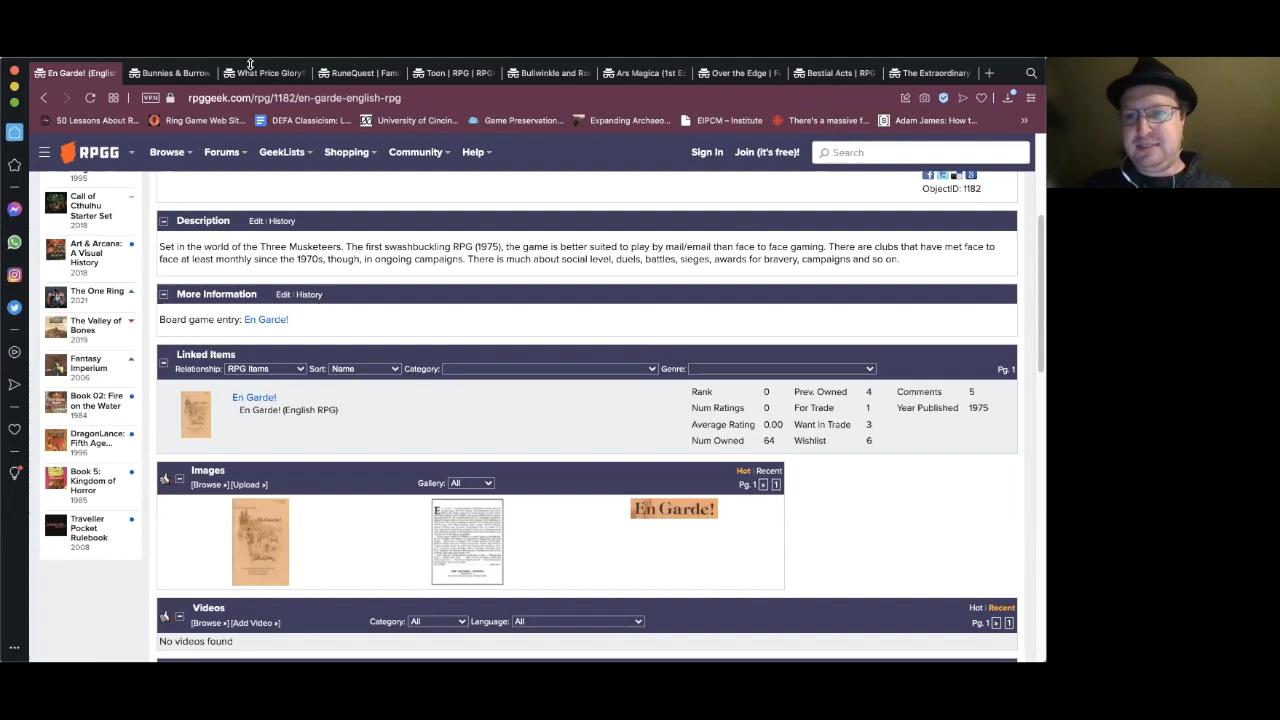 En Garde! (Englis
Bunnies & Burrow
What Price Glory?
RuneQuest | Fami
Toon | RPG | RPG
Bullwinkle and Ro
Ars Magica (1st E
Over the Edge | F
Bestial Acts | RPG
The Extraordinary
VPN
rpggeek.com/rpg/1182/en-garde-english-rpg
50 Lessons About R...
Ring Game Web Sit...
DEFA Classicism: L...
University of Cincin...
Game Preservation...
Expanding Archaeo...
EIPCM – Institute
There's a massive f...
Adam James: How t...
RPGG
Browse
Forums
GeekLists
Shopping
Community
Help
Sign In
Join (it's free!)
Search
1995
Call of
Cthulhu
Starter Set
2018
Art & Arcana:
A Visual
History
2018
The One Ring
2021
The Valley of
Bones
2019
Fantasy
Imperium
2006
Book 02: Fire
on the Water
1984
DragonLance:
Fifth Age...
1996
Book 5:
Kingdom of
Horror
1985
Traveller
Pocket
Rulebook
2008
ObjectID: 1182
Description Edit | History
Set in the world of the Three Musketeers. The first swashbuckling RPG (1975), the game is better suited to play by mail/email than face to face gaming. There are clubs that have met face to
face at least monthly since the 1970s, though, in ongoing campaigns. There is much about social level, duels, battles, sieges, awards for bravery, campaigns and so on.
More Information Edit | History
Board game entry: En Garde!
Linked Items
Relationship: RPG Items Sort: Name Category: Genre: Pg. 1
En Garde!
En Garde! (English RPG)
Rank 0 Prev. Owned 4 Comments 5
Num Ratings 0 For Trade 1 Year Published 1975
Average Rating 0.00 Want in Trade 3
Num Owned 64 Wishlist 6
Images Hot | Recent
[Browse »] [Upload »] Gallery: All Pg. 1 » 1
En Garde!
En Garde!
Videos Hot | Recent
[Browse »] [Add Video »] Category: All Language: All Pg. 1 » 1
No videos found